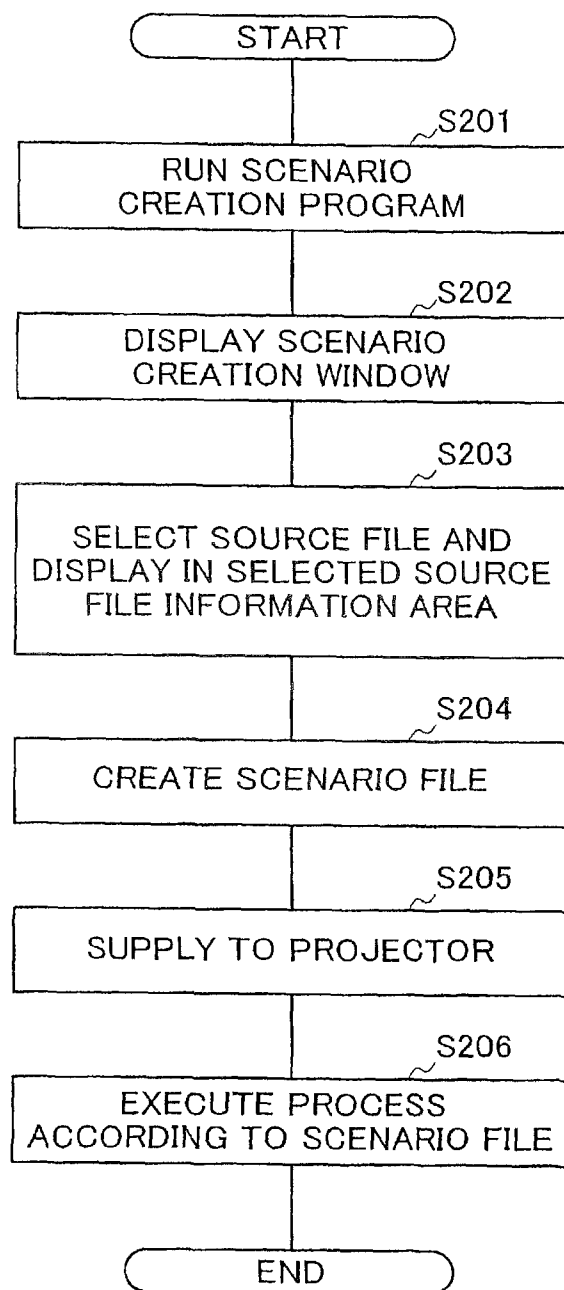 START
S201
RUN SCENARIO
CREATION PROGRAM
S202
DISPLAY SCENARIO
CREATION WINDOW
S203
SELECT SOURCE FILE AND
DISPLAY IN SELECTED SOURCE
FILE INFORMATION AREA
S204
CREATE SCENARIO FILE
S205
SUPPLY TO PROJECTOR
S206
EXECUTE PROCESS
ACCORDING TO SCENARIO FILE
END